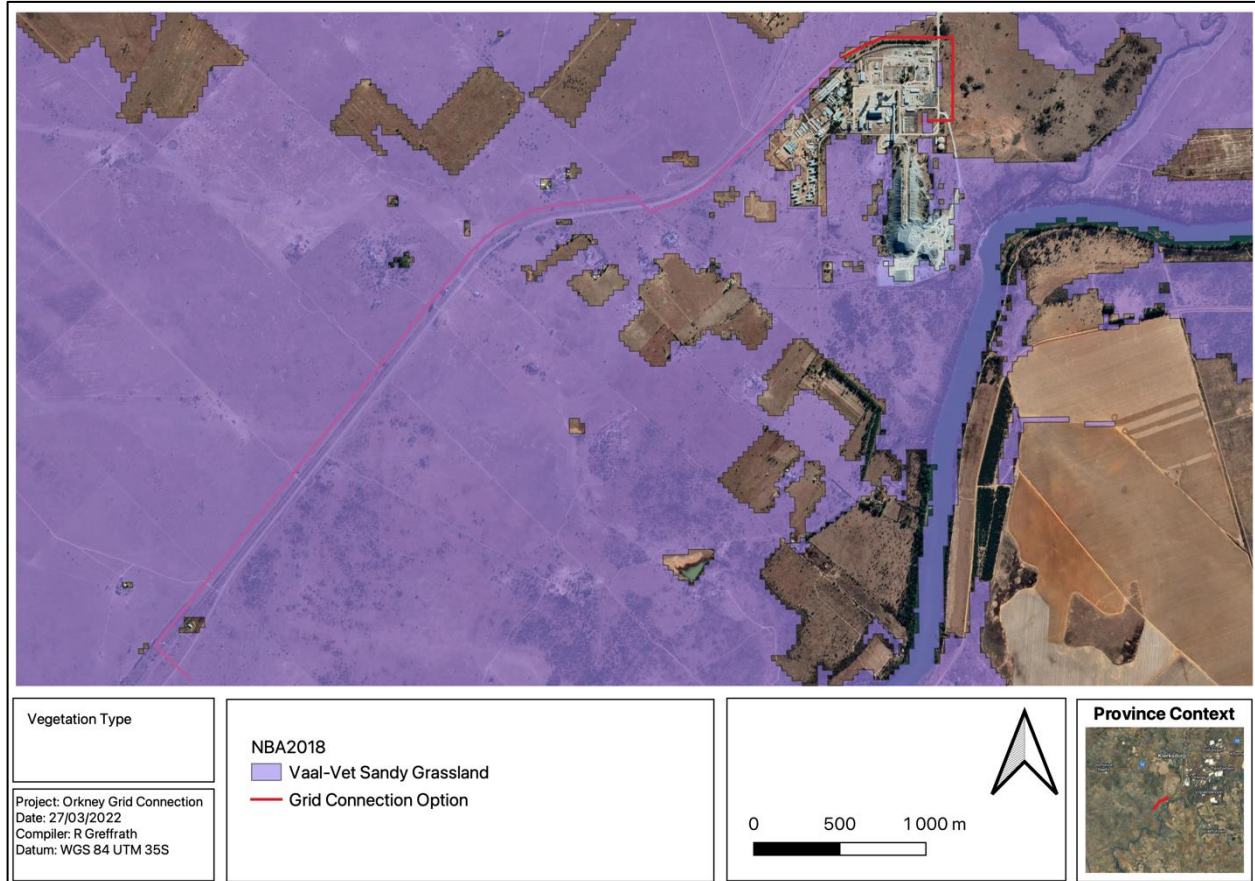 Vegetation Type
Project: Orkney Grid Connection
Date: 27/03/2022
Compiler: R Greffrath
Datum: WGS 84 UTM 35S
NBA2018
Vaal-Vet Sandy Grassland
Grid Connection Option
0 500 1 000 m
Province Context